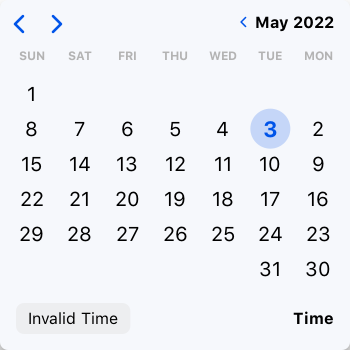 May 2022
SUN SAT FRI THU WED TUE MON
1
8 7 6 5 4 3 2
15 14 13 12 11 10 9
22 21 20 19 18 17 16
29 28 27 26 25 24 23
31 30
Invalid Time Time